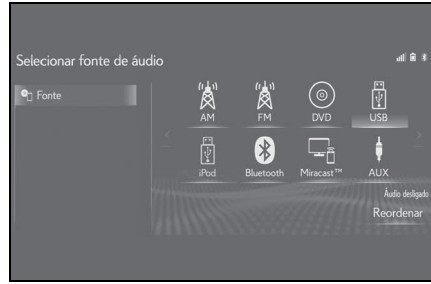 Selecionar fonte de áudio
Fonte
AM FM DVD USB
iPod Bluetooth Miracast™ AUX
Áudio desligado
Reordenar